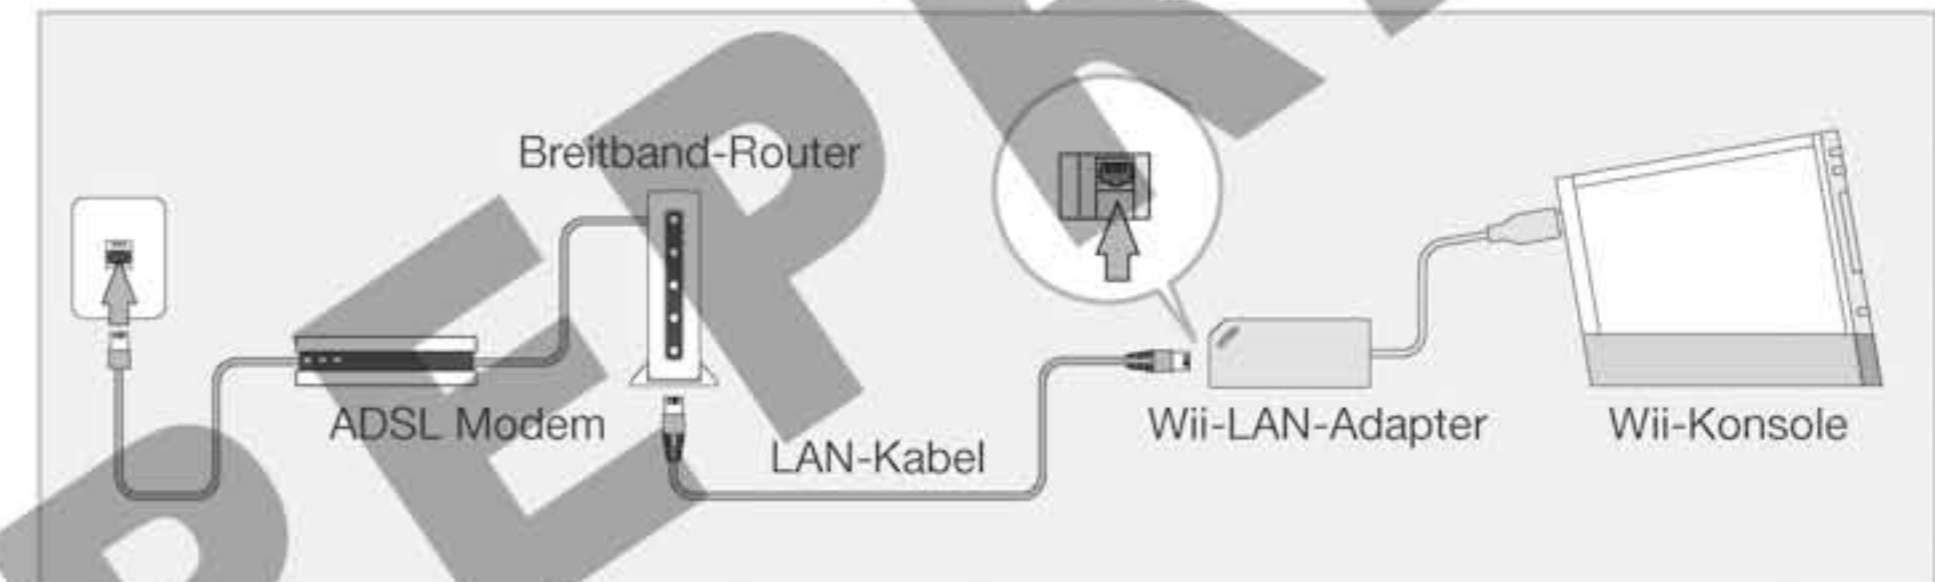 Breitband-Router
ADSL Modem
LAN-Kabel
Wii-LAN-Adapter
Wii-Konsole